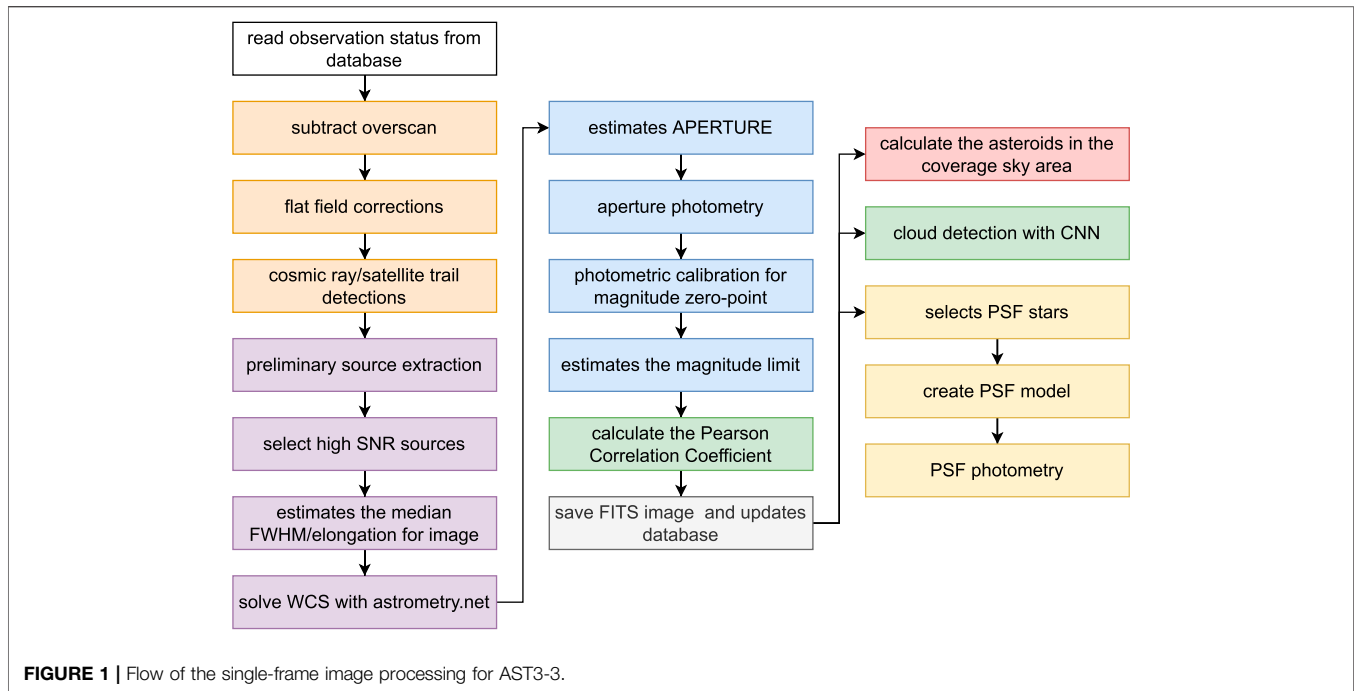 read observation status from
database
subtract overscan
flat field corrections
cosmic ray/satellite trail
detections
preliminary source extraction
select high SNR sources
estimates the median
FWHM/elongation for image
solve WCS with astrometry.net
estimates APERTURE
aperture photometry
photometric calibration for
magnitude zero-point
estimates the magnitude limit
calculate the Pearson
Correlation Coefficient
save FITS image and updates
database
calculate the asteroids in the
coverage sky area
cloud detection with CNN
selects PSF stars
create PSF model
PSF photometry
FIGURE 1 | Flow of the single-frame image processing for AST3-3.